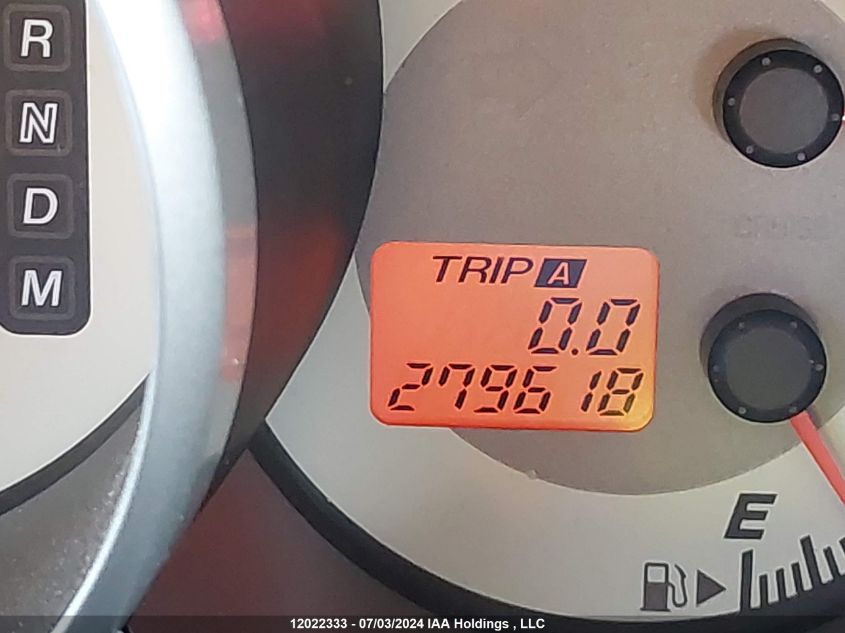 R
N
D
M
TRIP A
0.0
279618
E
12022333 - 07/03/2024 IAA Holdings , LLC